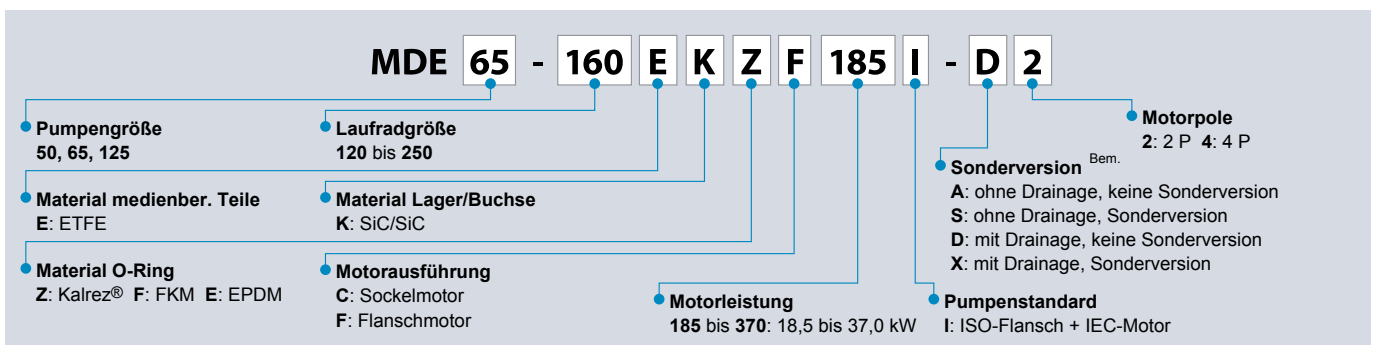 MDE 65 - 160 E K Z F 185 I - D 2
Pumpengröße
50, 65, 125
Laufradgröße
120 bis 250
Motorpole
2: 2 P 4: 4 P
Sonderversion Bem.
A: ohne Drainage, keine Sonderversion
S: ohne Drainage, Sonderversion
D: mit Drainage, keine Sonderversion
X: mit Drainage, Sonderversion
Material medienber. Teile
E: ETFE
Material Lager/Buchse
K: SiC/SiC
Material O-Ring
Z: Kalrez® F: FKM E: EPDM
Motorausführung
C: Sockelmotor
F: Flanschmotor
Motorleistung
185 bis 370: 18,5 bis 37,0 kW
Pumpenstandard
I: ISO-Flansch + IEC-Motor